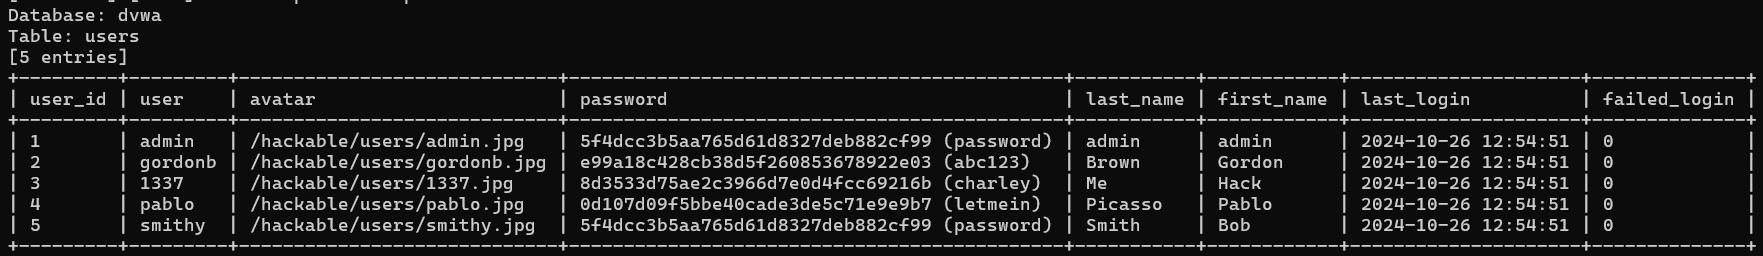 Database: dvwa
Table: users
[5 entries]
+---------+---------+-----------------------------+---------------------------------------------+-----------+------------+---------------------+--------------+
| user_id | user    | avatar                      | password                                    | last_name | first_name | last_login          | failed_login |
+---------+---------+-----------------------------+---------------------------------------------+-----------+------------+---------------------+--------------+
| 1       | admin   | /hackable/users/admin.jpg   | 5f4dcc3b5aa765d61d8327deb882cf99 (password) | admin     | admin      | 2024-10-26 12:54:51 | 0            |
| 2       | gordonb | /hackable/users/gordonb.jpg | e99a18c428cb38d5f260853678922e03 (abc123)   | Brown     | Gordon     | 2024-10-26 12:54:51 | 0            |
| 3       | 1337    | /hackable/users/1337.jpg    | 8d3533d75ae2c3966d7e0d4fcc69216b (charley)  | Me        | Hack       | 2024-10-26 12:54:51 | 0            |
| 4       | pablo   | /hackable/users/pablo.jpg   | 0d107d09f5bbe40cade3de5c71e9e9b7 (letmein)  | Picasso   | Pablo      | 2024-10-26 12:54:51 | 0            |
| 5       | smithy  | /hackable/users/smithy.jpg  | 5f4dcc3b5aa765d61d8327deb882cf99 (password) | Smith     | Bob        | 2024-10-26 12:54:51 | 0            |
+---------+---------+-----------------------------+---------------------------------------------+-----------+------------+---------------------+--------------+